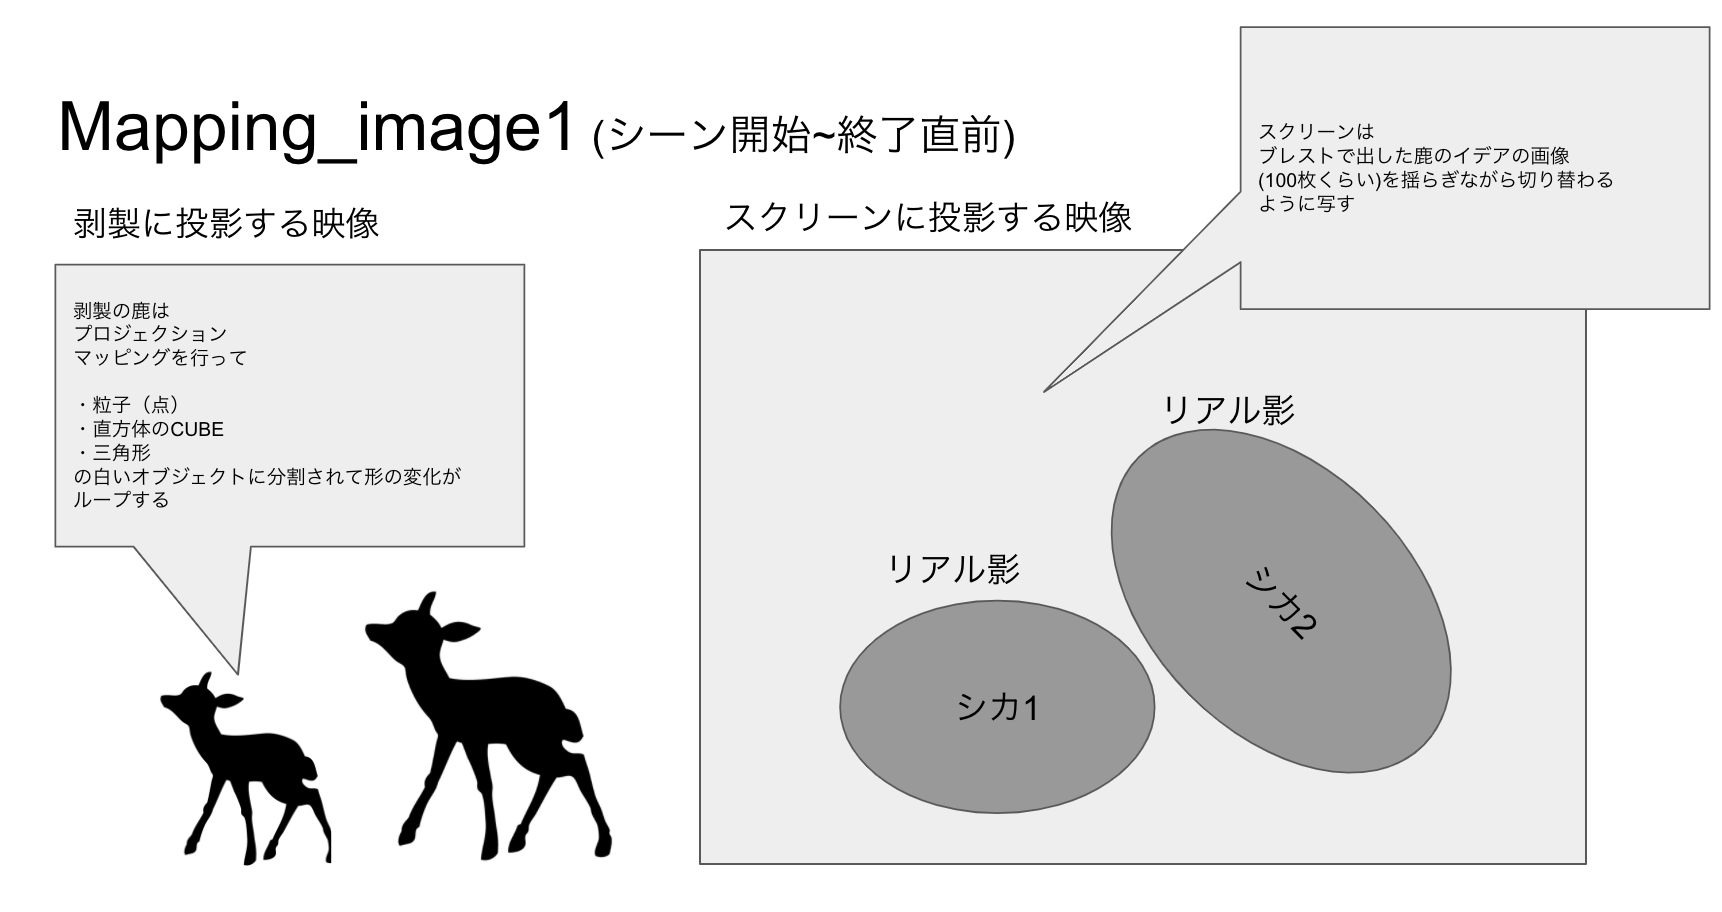 Mapping_image1 (シーン開始~終了直前)
剥製に投影する映像
剥製の鹿は
プロジェクション
マッピングを行って
・粒子（点）
・直方体のCUBE
・三角形
の白いオブジェクトに分割されて形の変化が
ループする
スクリーンに投影する映像
スクリーンは
ブレストで出した鹿のイデアの画像
(100枚くらい)を揺らぎながら切り替わる
ように写す
リアル影
シカ2
リアル影
シカ1